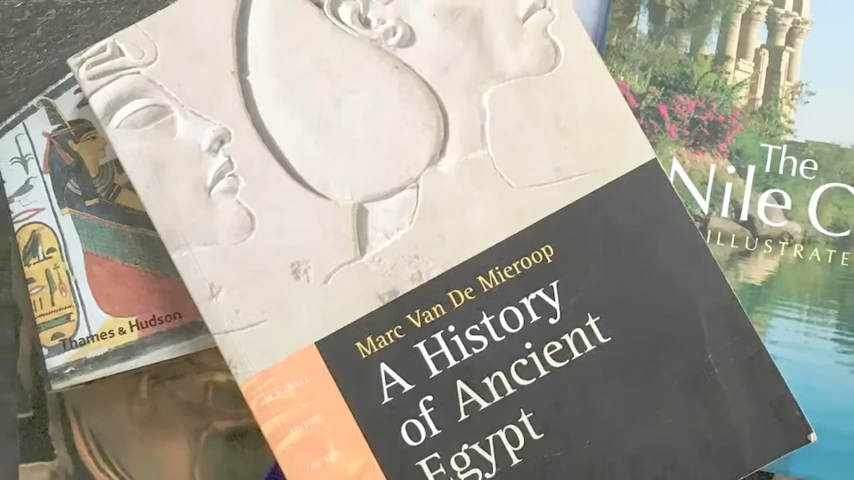 Marc Van De Mieroop
A History
of Ancient
Egypt
Thames & Hudson
The
Nile C
ILLUSTRATE